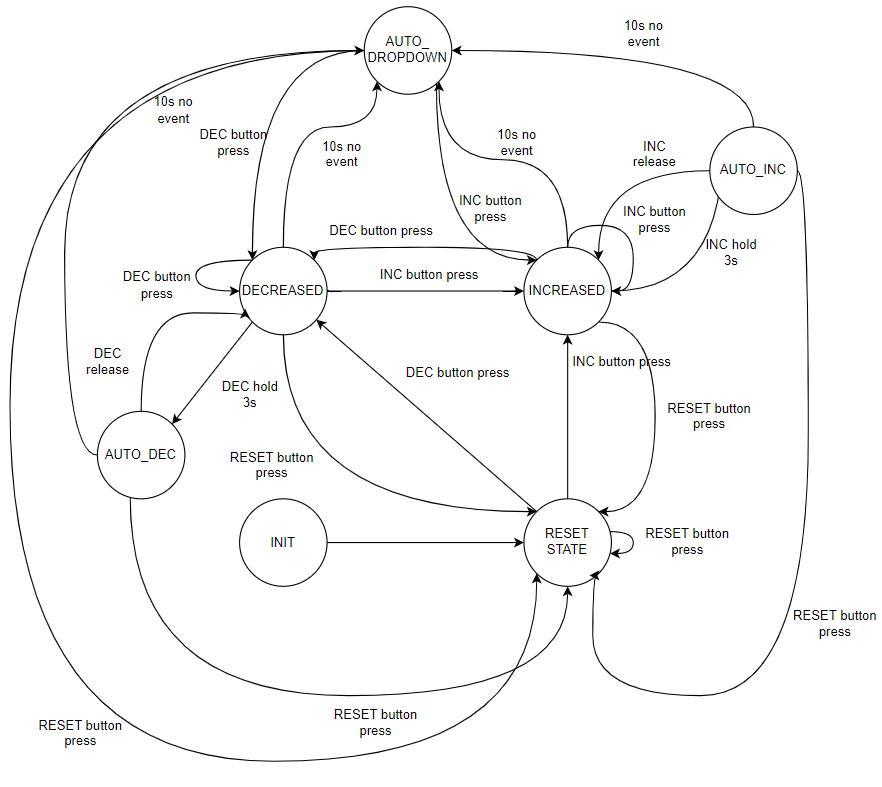 AUTO_
DROPDOWN
10s no
event
10s no
event
DEC button
press
10s no
event
10s no
event
INC
release
AUTO_INC
INC button
press
INC button
press
DEC button press
INC hold
3s
DEC button
press
DECREASED
INC button press
INCREASED
DEC
release
DEC hold
3s
DEC button press
INC button press
RESET button
press
AUTO_DEC
RESET button
press
INIT
RESET
STATE
RESET button
press
RESET button
press
RESET button
press
RESET button
press